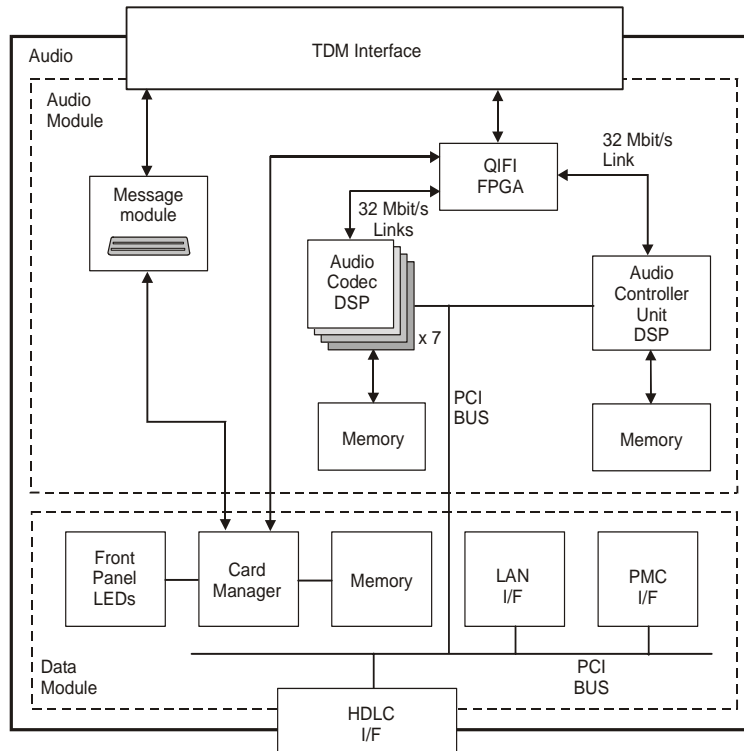 TDM Interface
Audio
Audio
Module
Message
module
QIFI
FPGA
32 Mbit/s
Link
32 Mbit/s
Links
Audio
Codec
DSP
x 7
Audio
Controller
Unit
DSP
PCI
BUS
Memory
Memory
Front
Panel
LEDs
Card
Manager
Memory
LAN
I/F
PMC
I/F
Data
Module
PCI
BUS
HDLC
I/F